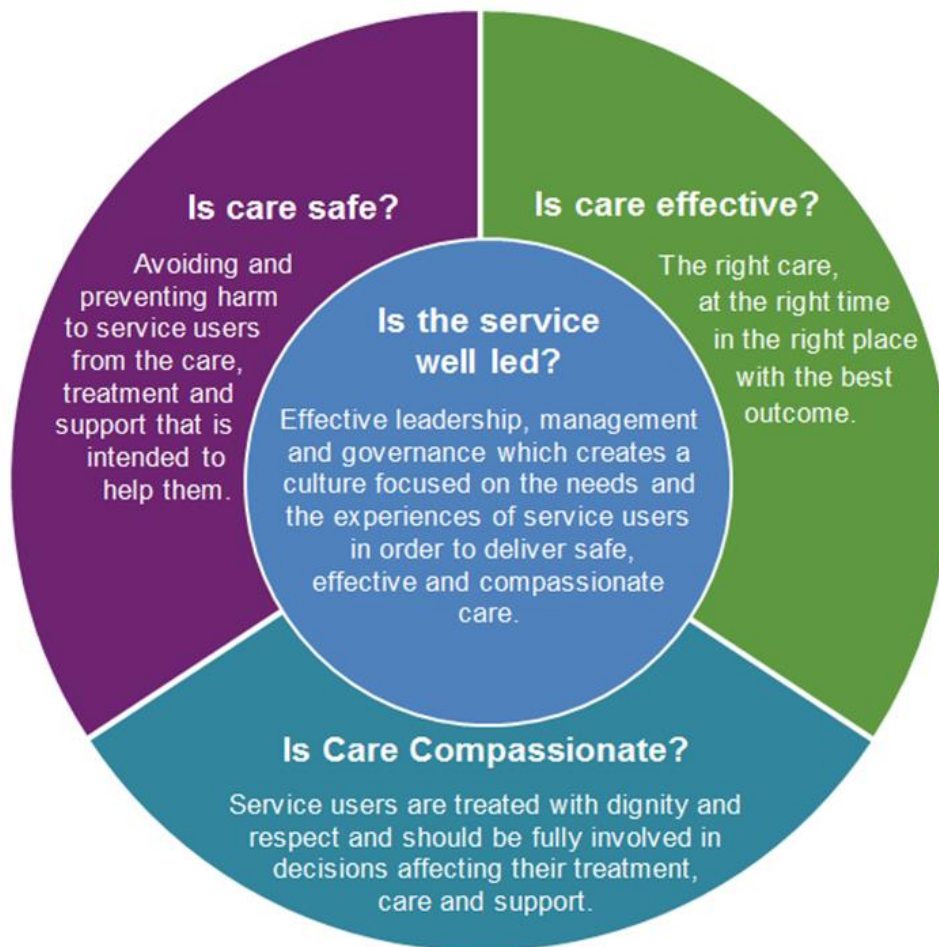 Is care safe?
Avoiding and
preventing harm
to service users
from the care,
treatment and
support that is
intended to
help them.
Is care effective?
The right care,
at the right time
in the right place
with the best
outcome.
Is the service
well led?
Effective leadership, management
and governance which creates a
culture focused on the needs and
the experiences of service users
in order to deliver safe,
effective and compassionate
care.
Is Care Compassionate?
Service users are treated with dignity and
respect and should be fully involved in
decisions affecting their treatment,
care and support.